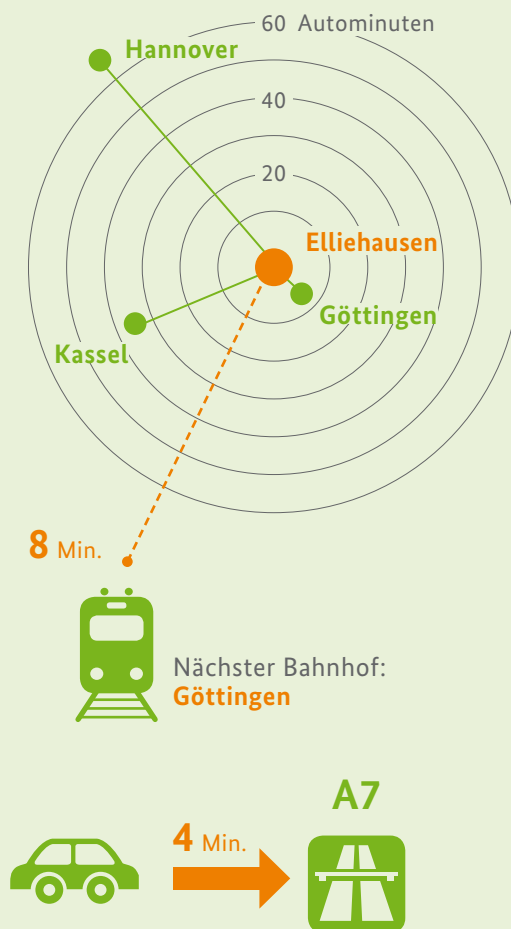 60 Autominuten
Hannover
40
20
Elliehausen
Göttingen
Kassel
8 Min.
Nächster Bahnhof:
Göttingen
A7
4 Min.